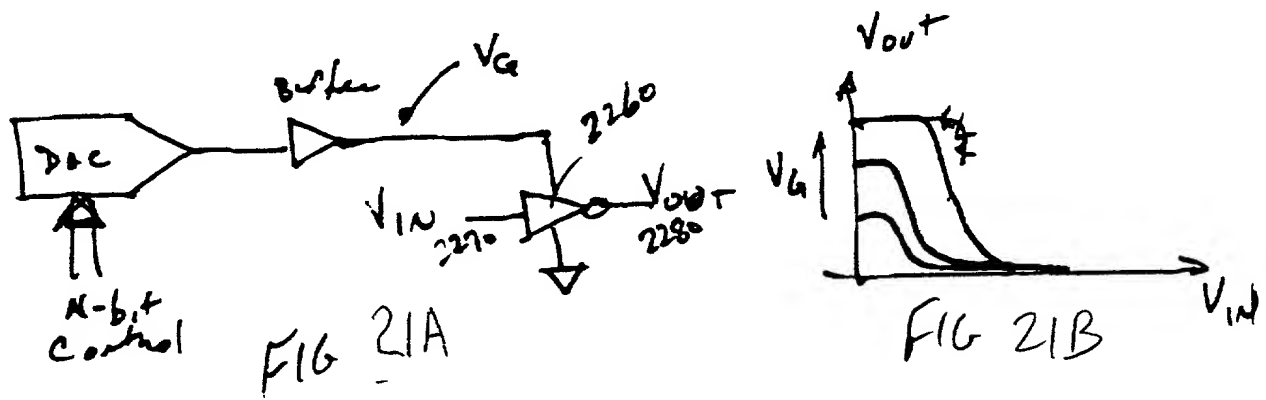 VOUT
Buffer
VG
2260
DAC
VG
VIN
2270
VOUT
2280
VIN
N-bit
Control
FIG 21A
FIG 21B